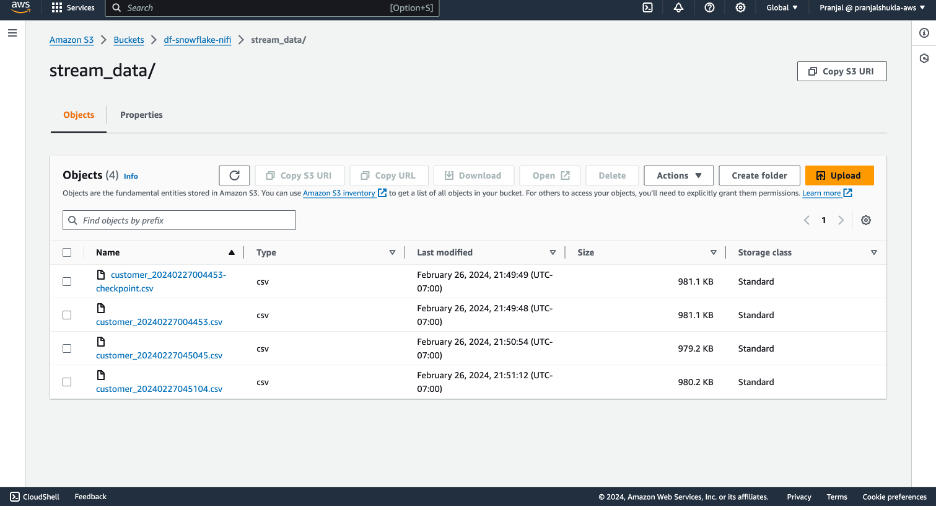 aws Services Search [Option+S] Global ▼ Pranjal @ pranjalshukla-aws ▼
Amazon S3 > Buckets > df-snowflake-nifi > stream_data/
stream_data/
Copy S3 URI
Objects Properties
Objects (4) Info
Copy S3 URI Copy URL Download Open Delete Actions ▼ Create folder Upload
Objects are the fundamental entities stored in Amazon S3. You can use Amazon S3 inventory to get a list of all objects in your bucket. For others to access your objects, you'll need to explicitly grant them permissions. Learn more
Find objects by prefix
< 1 >
Name Type Last modified Size Storage class
customer_20240227004453-
checkpoint.csv
csv
February 26, 2024, 21:49:49 (UTC-
07:00)
981.1 KB
Standard
customer_20240227004453.csv
csv
February 26, 2024, 21:49:48 (UTC-
07:00)
981.1 KB
Standard
customer_20240227045045.csv
csv
February 26, 2024, 21:50:54 (UTC-
07:00)
979.2 KB
Standard
customer_20240227045104.csv
csv
February 26, 2024, 21:51:12 (UTC-
07:00)
980.2 KB
Standard
CloudShell Feedback © 2024, Amazon Web Services, Inc. or its affiliates. Privacy Terms Cookie preferences